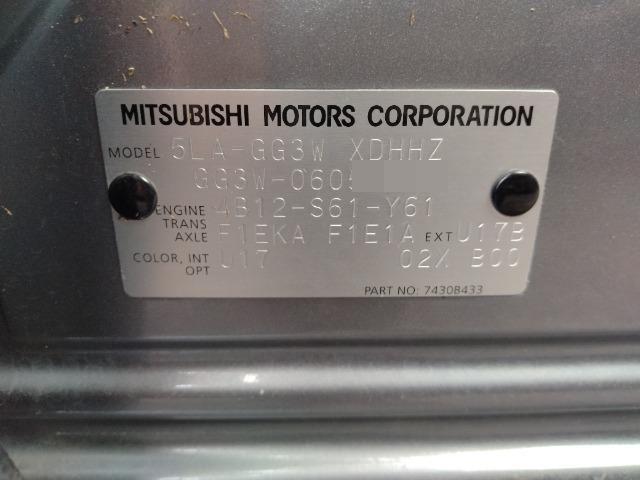 MITSUBISHI MOTORS CORPORATION
MODEL 5LA-GG3W XDHHZ
GG3W-0605
ENGINE 4B12-S61-Y61
TRANS AXLE F1EKA F1E1A EXT U17B
COLOR, INT OPT U17 02X B00
PART NO: 7430B433